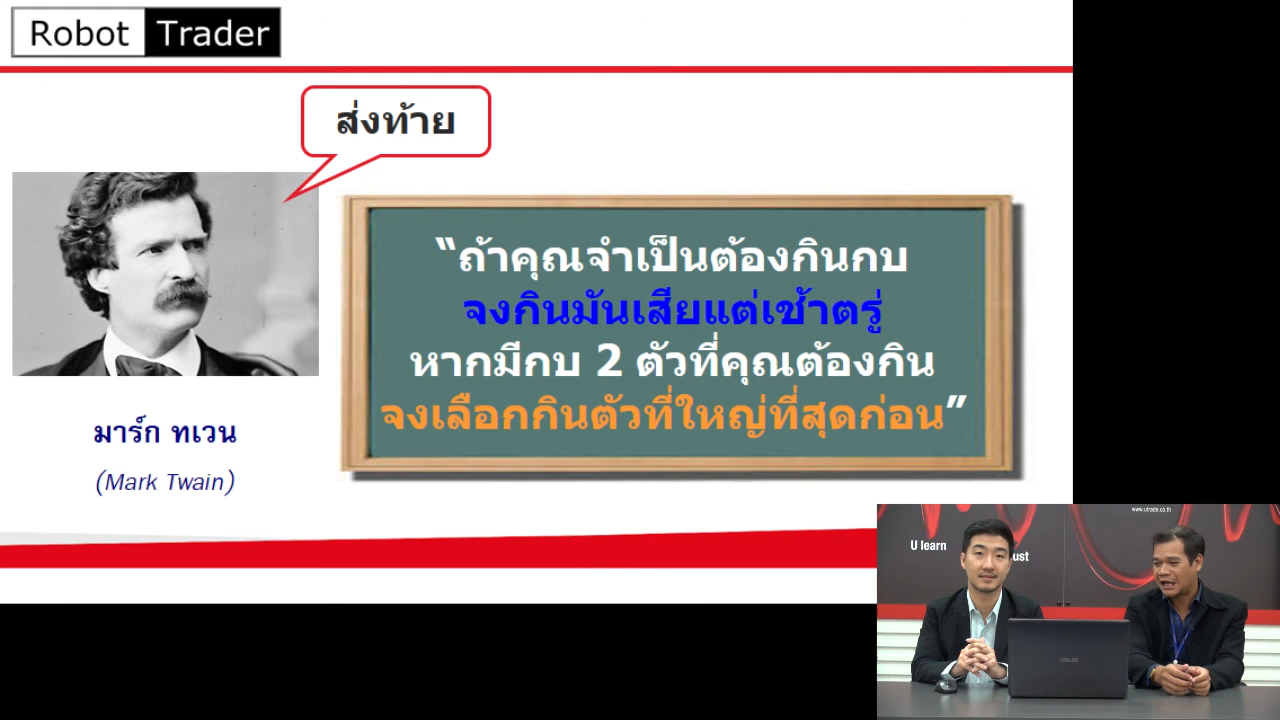 Robot Trader
ส่งท้าย
“ถ้าคุณจำเป็นต้องกินกบ
จงกินมันเสียแต่เช้าตรู่
หากมีกบ 2 ตัวที่คุณต้องกิน
จงเลือกกินตัวที่ใหญ่ที่สุดก่อน”
มาร์ก ทเวน
(Mark Twain)
www.utrade.co.th
U learn
ust
ASUS